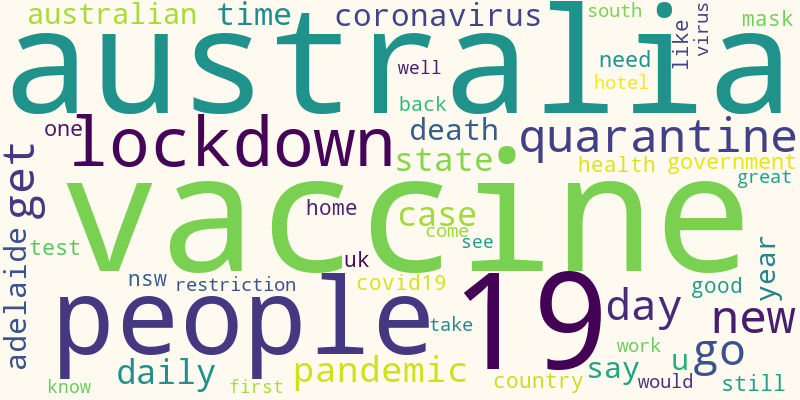 australian time coronavirus south like virus mask
australia
well need hotel
back
one lockdown death quarantine
get state health government
vaccine great
home case
come
test see
adelaide uk year
nsw restriction covid19 good
people 19 day new
take
daily pandemic work u go
say
country would still
know first